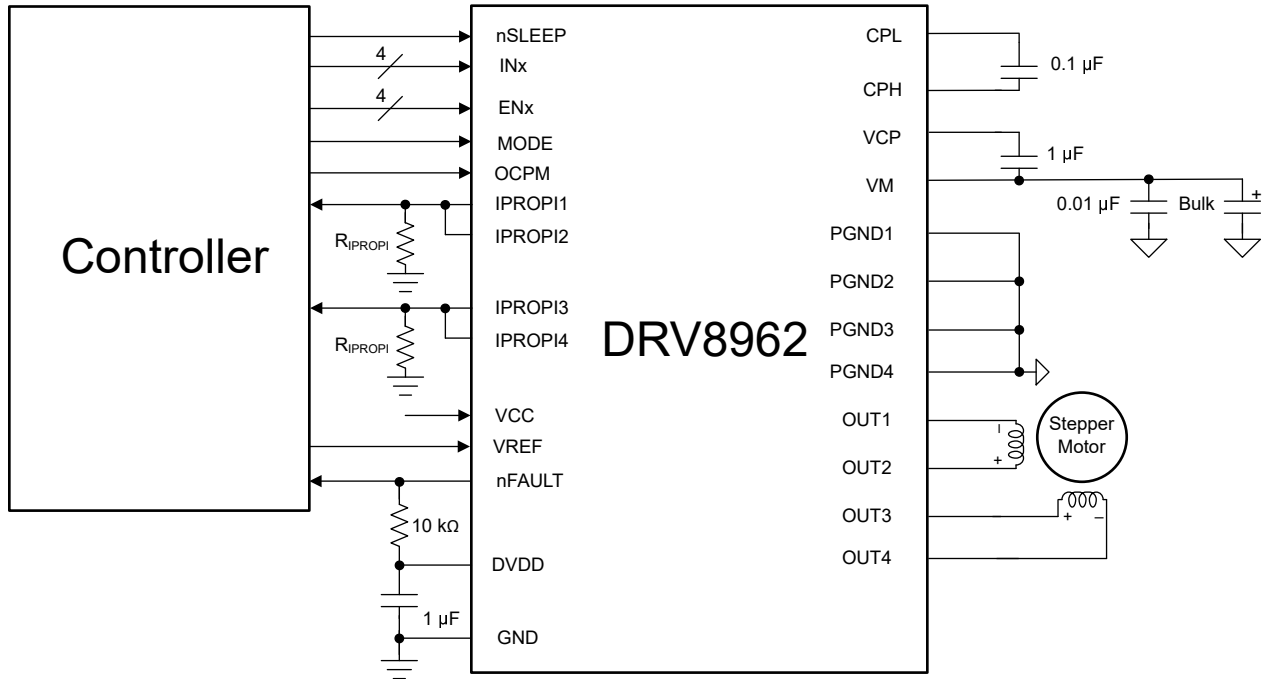 Controller
4
4
R_IPROPI
R_IPROPI
10 kΩ
1 µF
nSLEEP
INx
ENx
MODE
OCPM
IPROPI1
IPROPI2
IPROPI3
IPROPI4
VCC
VREF
nFAULT
DVDD
GND
DRV8962
CPL
CPH
VCP
VM
PGND1
PGND2
PGND3
PGND4
OUT1
OUT2
OUT3
OUT4
0.1 µF
1 µF
0.01 µF
Bulk
+
−
+
Stepper
Motor
+ −